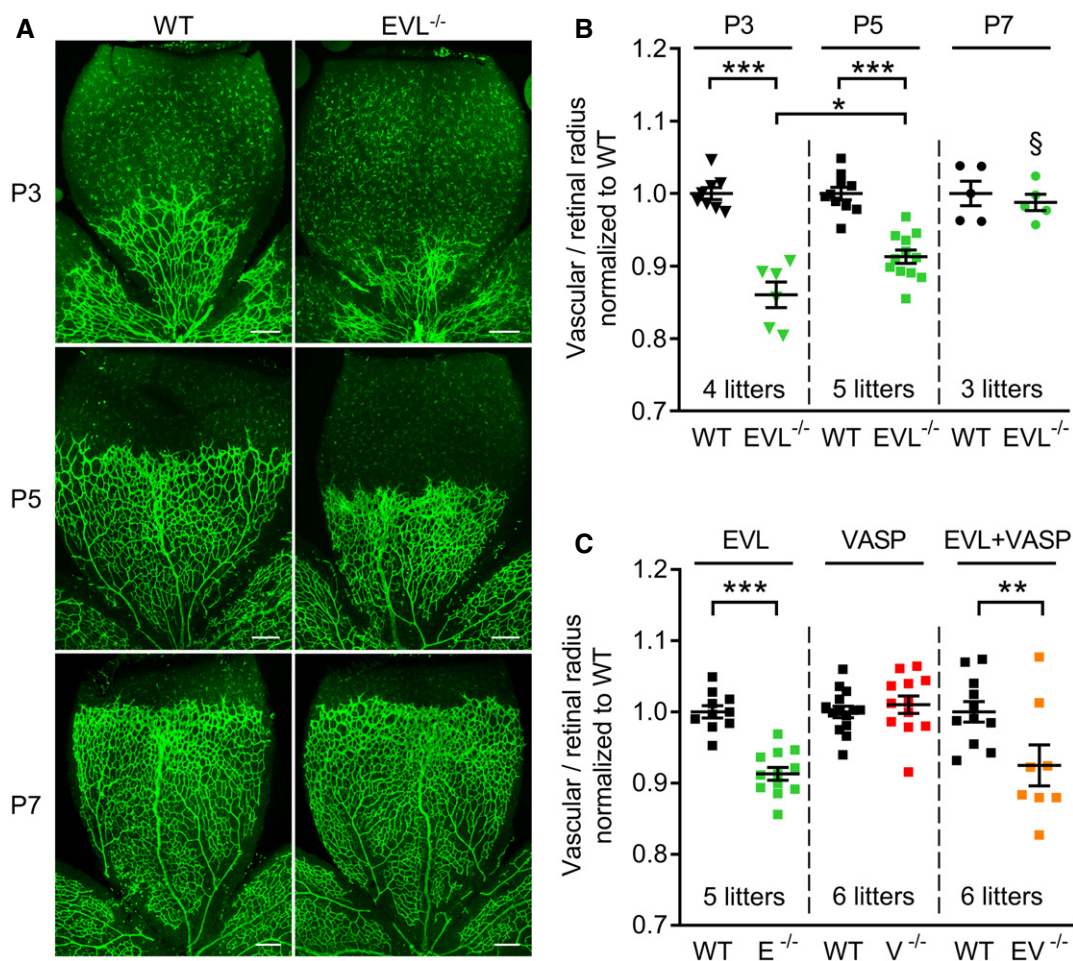 A
WT
EVL-/-
P3
P5
P7
B
P3
P5
P7
1.2
1.1
1.0
0.9
0.8
0.7
Vascular / retinal radius
normalized to WT
***
***
*
§
4 litters
5 litters
3 litters
WT
EVL-/-
WT
EVL-/-
WT
EVL-/-
C
EVL
VASP
EVL+VASP
1.2
1.1
1.0
0.9
0.8
0.7
Vascular / retinal radius
normalized to WT
***
**
5 litters
6 litters
6 litters
WT
E -/-
WT
V -/-
WT
EV-/-